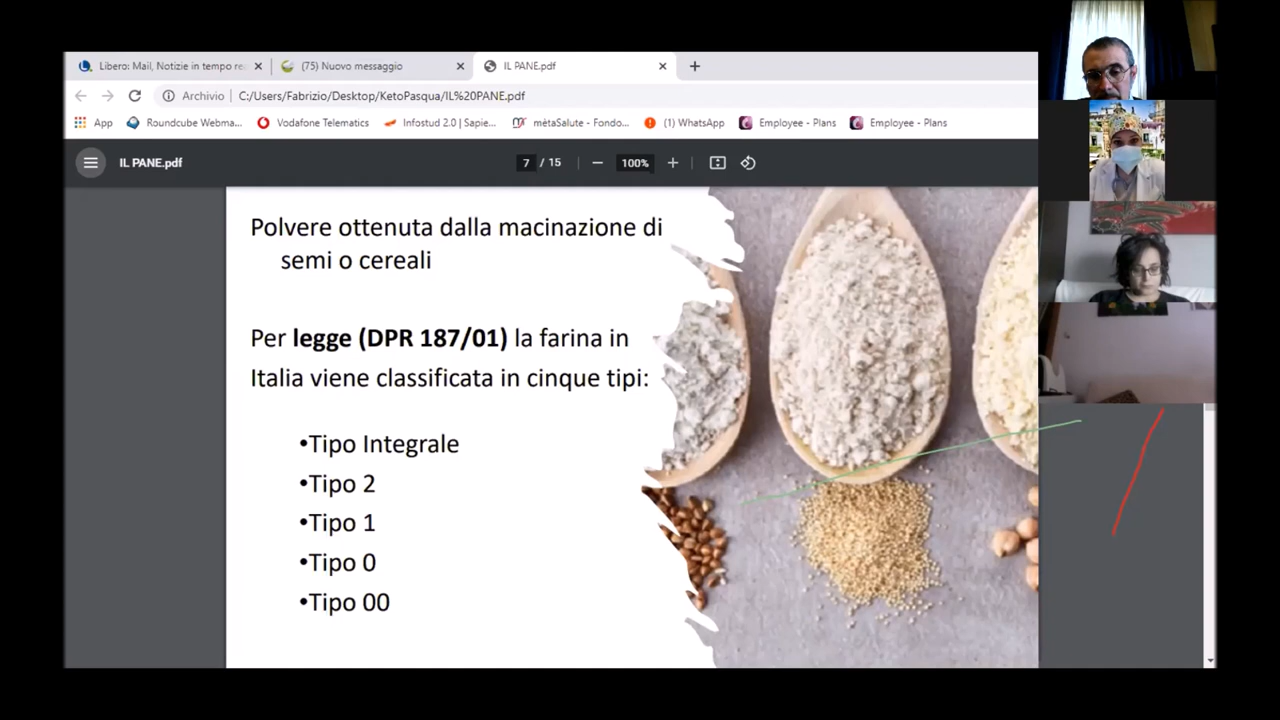 Libero: Mail, Notizie in tempo re
(75) Nuovo messaggio
IL PANE.pdf
Archivio
C:/Users/Fabrizio/Desktop/KetoPasqua/IL%20PANE.pdf
App
Roundcube Webma...
Vodafone Telematics
Infostud 2.0 | Sapie...
mètaSalute - Fondo...
(1) WhatsApp
Employee - Plans
Employee - Plans
IL PANE.pdf
7 / 15
100%
Polvere ottenuta dalla macinazione di
semi o cereali
Per legge (DPR 187/01) la farina in
Italia viene classificata in cinque tipi:
•Tipo Integrale
•Tipo 2
•Tipo 1
•Tipo 0
•Tipo 00